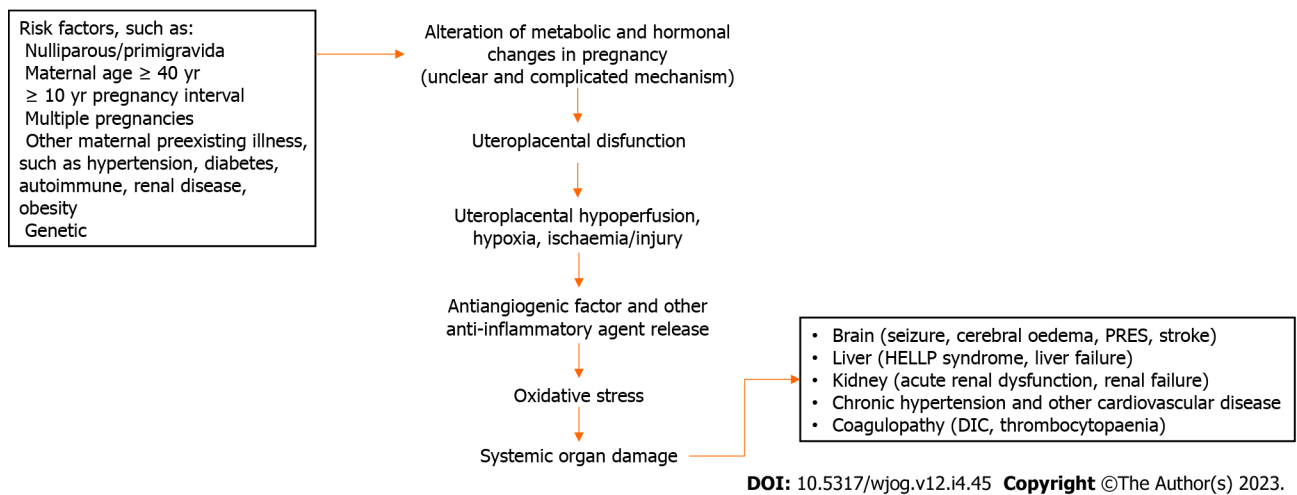 Risk factors, such as:
Nulliparous/primigravida
Maternal age ≥ 40 yr
≥ 10 yr pregnancy interval
Multiple pregnancies
Other maternal preexisting illness,
such as hypertension, diabetes,
autoimmune, renal disease,
obesity
Genetic
Alteration of metabolic and hormonal
changes in pregnancy
(unclear and complicated mechanism)
Uteroplacental disfunction
Uteroplacental hypoperfusion,
hypoxia, ischaemia/injury
Antiangiogenic factor and other
anti-inflammatory agent release
Oxidative stress
Systemic organ damage
• Brain (seizure, cerebral oedema, PRES, stroke)
• Liver (HELLP syndrome, liver failure)
• Kidney (acute renal dysfunction, renal failure)
• Chronic hypertension and other cardiovascular disease
• Coagulopathy (DIC, thrombocytopaenia)
DOI: 10.5317/wjog.v12.i4.45 Copyright ©The Author(s) 2023.